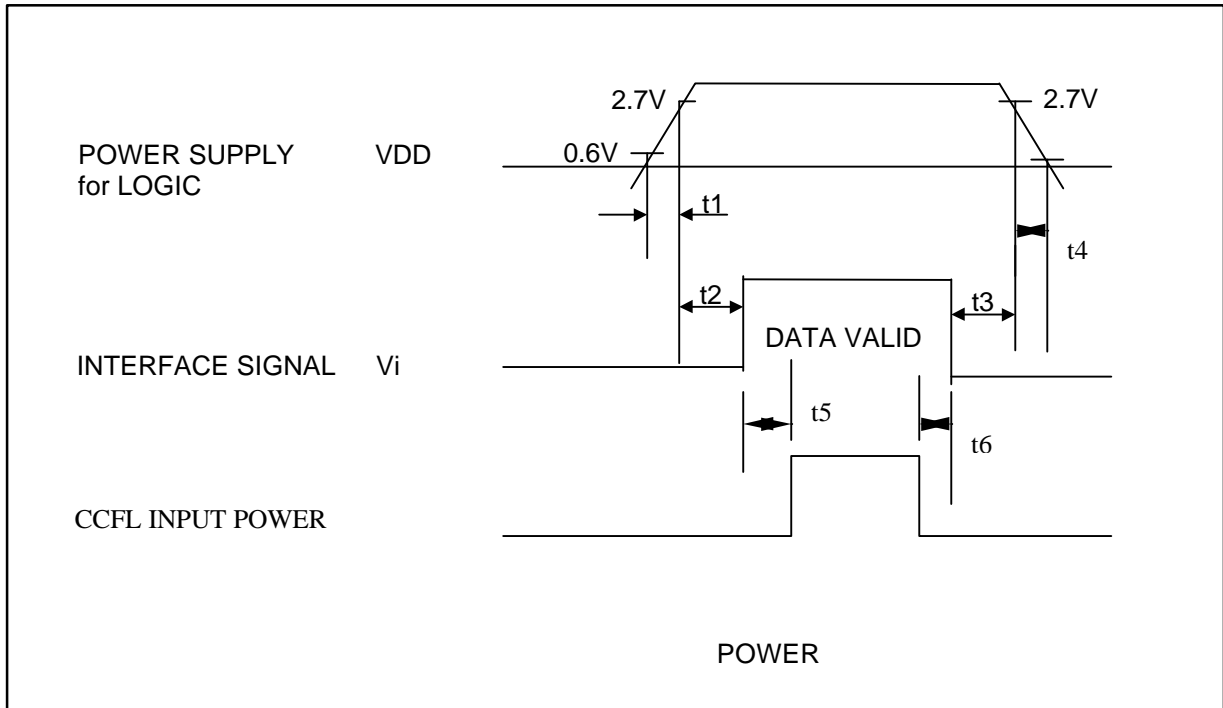 2.7V
2.7V
POWER SUPPLY VDD
0.6V
for LOGIC
t1
t4
t2
t3
DATA VALID
INTERFACE SIGNAL Vi
t5
t6
CCFL INPUT POWER
POWER